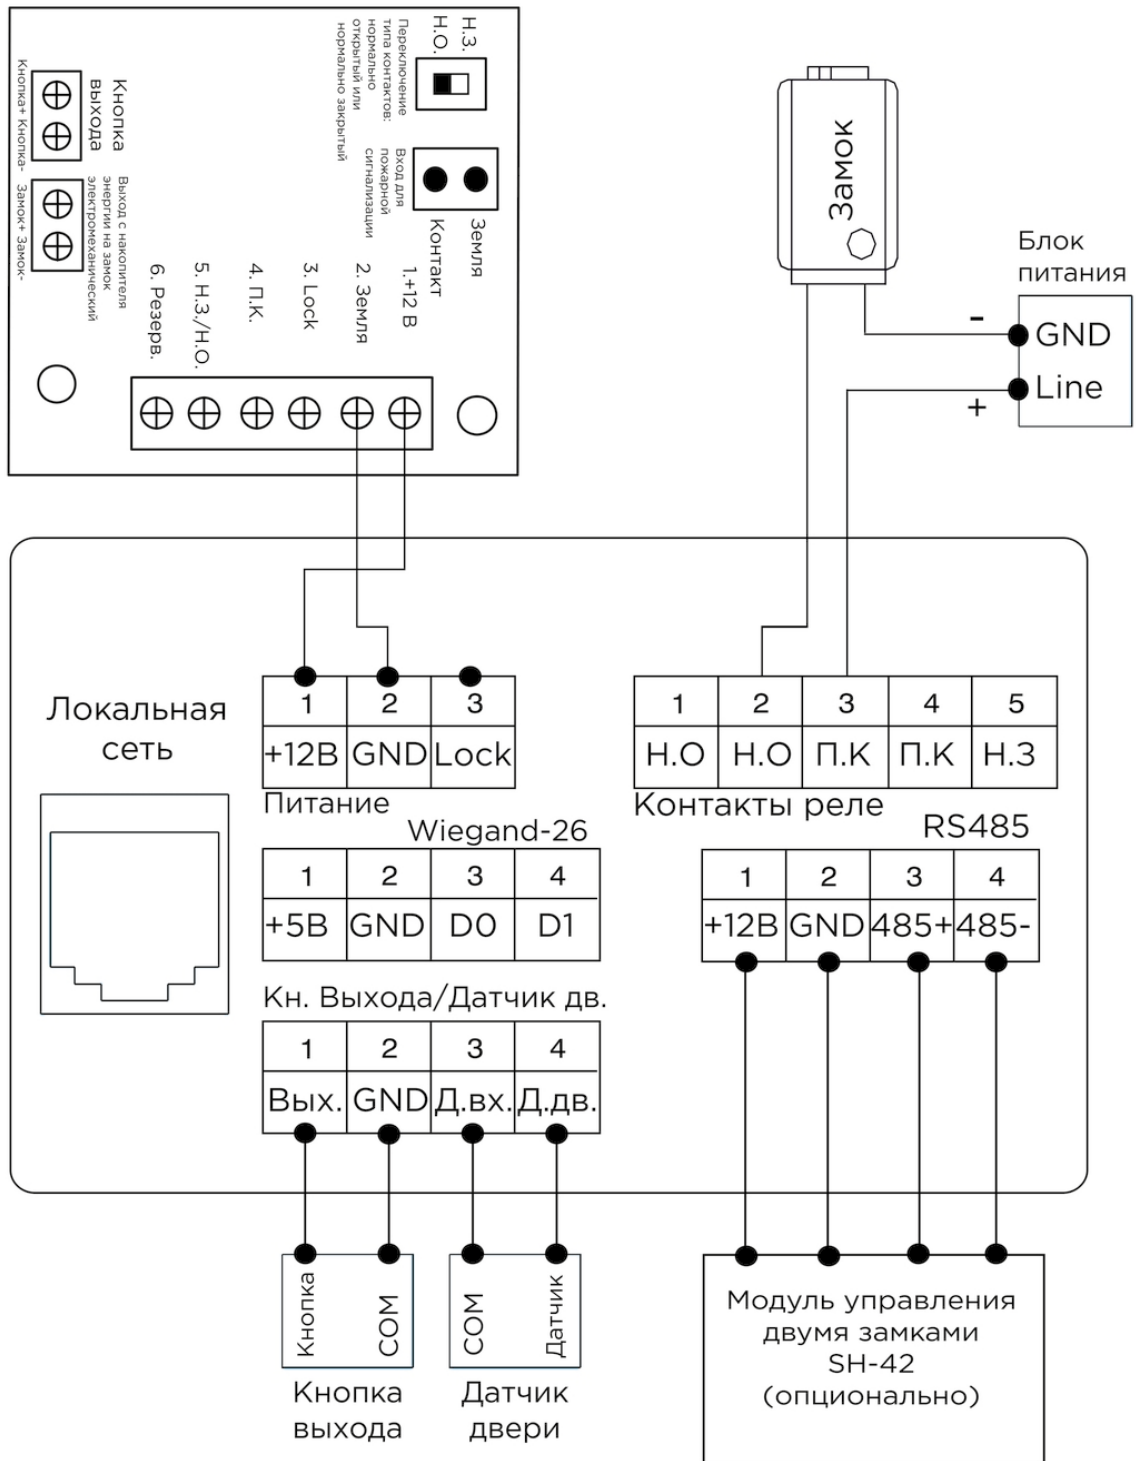 Н.З.
Н.О.
Переключение
типа контактов:
нормально
открытый или
нормально закрытый
Кнопка
выхода
Кнопка+ Кнопка-
Вход для
пожарной
сигнализации
Земля
Контакт
Выход с накопителя
энергии на замок
электромеханический
Замок+ Замок-
6. Резерв.
5. Н.З./Н.О.
4. П.К.
3. Lock
2. Земля
1.+12 В
Замок
Блок
питания
-
GND
Line
+
Локальная
сеть
1 2 3
+12В GND Lock
Питание
1 2 3 4 5
Н.О Н.О П.К П.К Н.З
Контакты реле
Wiegand-26
1 2 3 4
+5В GND D0 D1
RS485
1 2 3 4
+12В GND 485+ 485-
Кн. Выхода/Датчик дв.
1 2 3 4
Вых. GND Д.вх. Д.дв.
Кнопка
COM
COM
Датчик
Кнопка
выхода
Датчик
двери
Модуль управления
двумя замками
SH-42
(опционально)